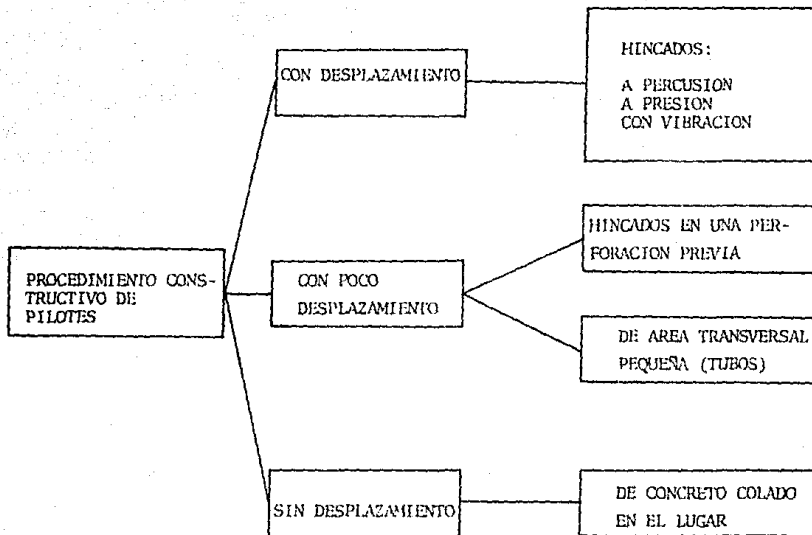 CON DESPLAZAMIENTO
HINCADOS:
A PERCUSION
A PRESION
CON VIBRACION
PROCEDIMIENTO CONS-
TRUCTIVO DE
PILOTES
CON POCO
DESPLAZAMIENTO
HINCADOS EN UNA PER-
FORACION PREVIA
DE AREA TRANSVERSAL
PEQUEÑA (TUBOS)
SIN DESPLAZAMIENTO
DE CONCRETO COLADO
EN EL LUGAR